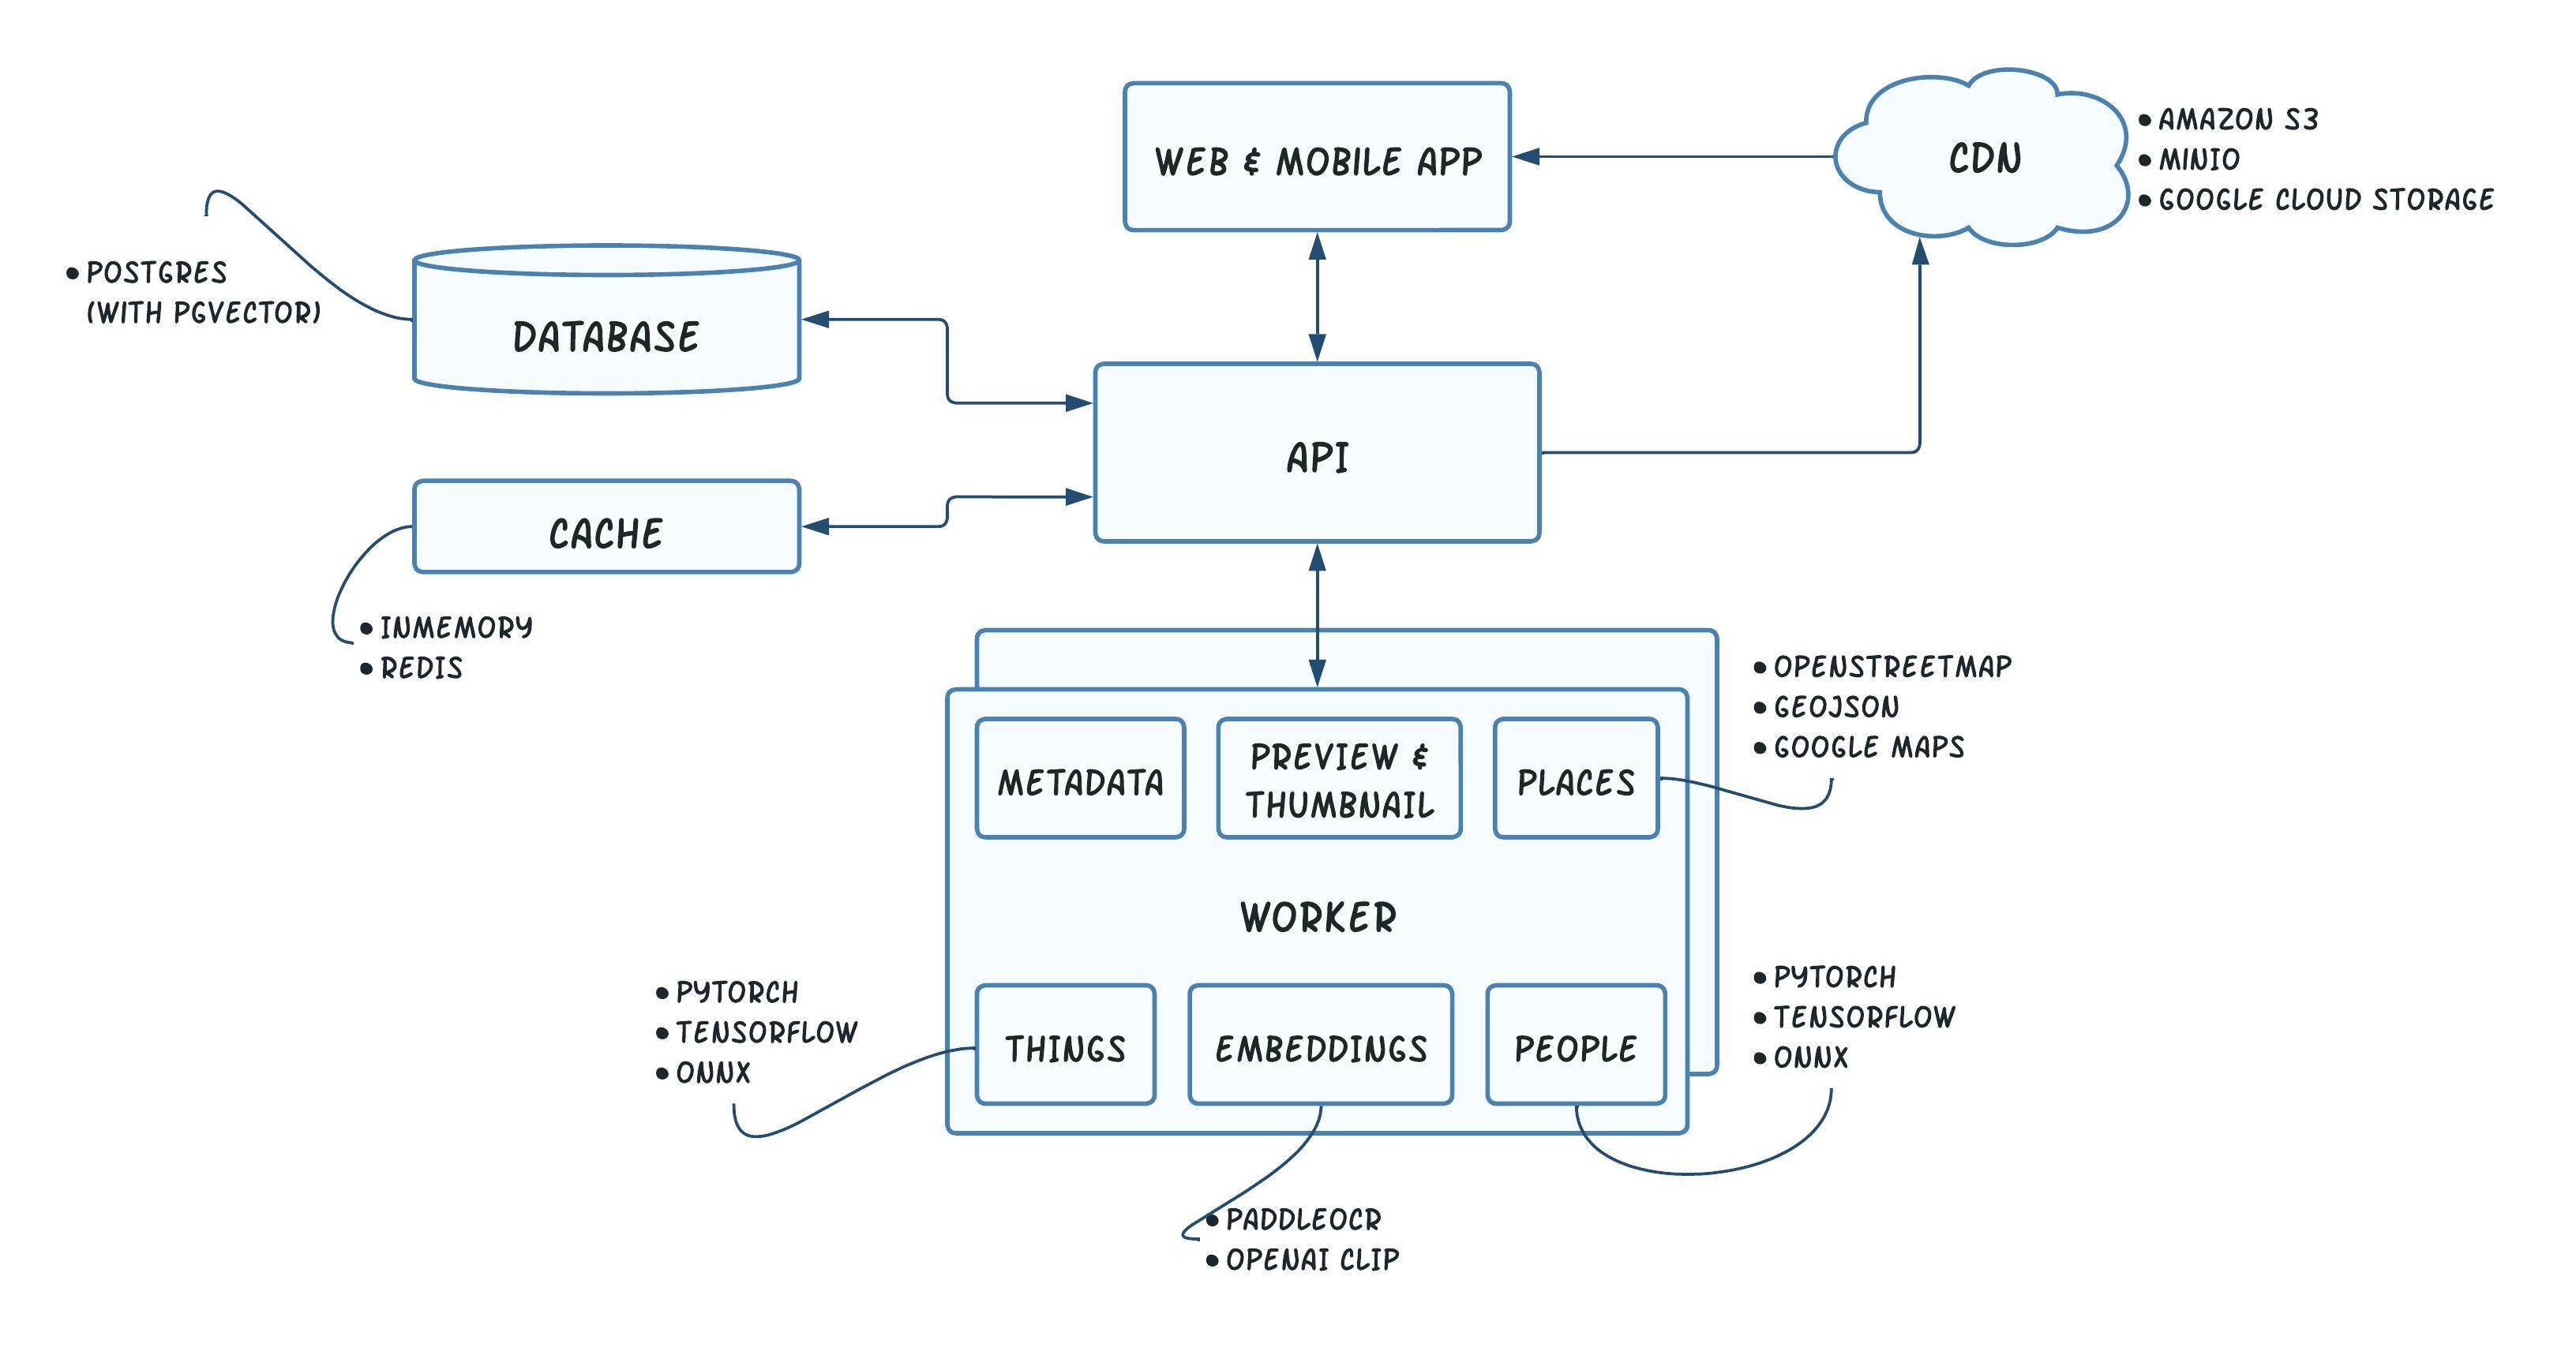 WEB & MOBILE APP
CDN
• AMAZON S3
• MINIO
• GOOGLE CLOUD STORAGE
• POSTGRES
(WITH PGVECTOR)
DATABASE
API
CACHE
• INMEMORY
• REDIS
METADATA
PREVIEW &
THUMBNAIL
PLACES
• OPENSTREETMAP
• GEOJSON
• GOOGLE MAPS
WORKER
• PYTORCH
• TENSORFLOW
• ONNX
THINGS
EMBEDDINGS
PEOPLE
• PYTORCH
• TENSORFLOW
• ONNX
• PADDLEOCR
• OPENAI CLIP